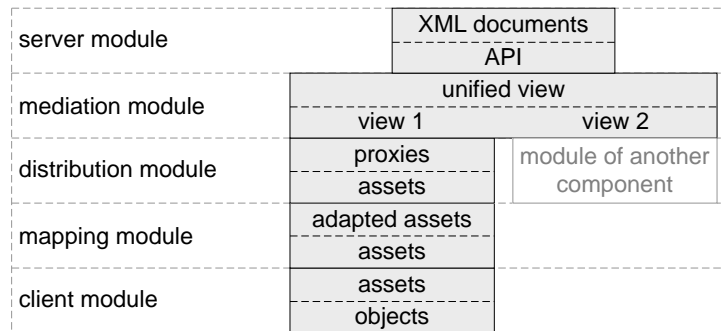 server module
XML documents
API
mediation module
unified view
view 1 view 2
distribution module
proxies
assets
module of another
component
mapping module
adapted assets
assets
client module
assets
objects